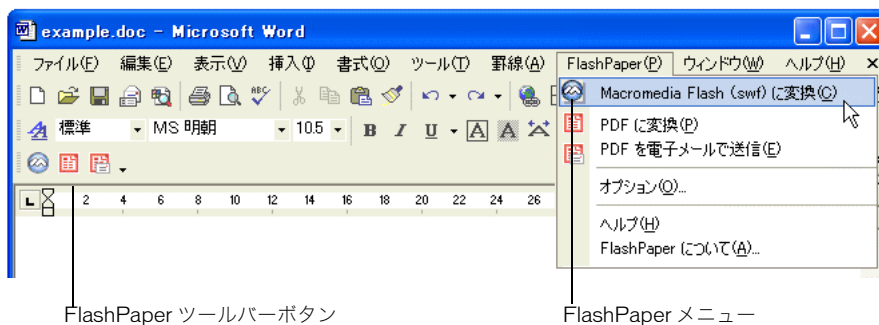 example.doc - Microsoft Word
ファイル(F) 編集(E) 表示(V) 挿入(I) 書式(O) ツール(T) 罫線(A) FlashPaper(P) ウィンドウ(W) ヘルプ(H)
標準 MS 明朝 10.5 B I U A A
Macromedia Flash (swf) に変換(C)
PDF に変換(P)
PDF を電子メールで送信(E)
オプション(O)...
ヘルプ(H)
FlashPaper について(A)...
2 4 6 8 10 12 14 16 18 20 22 24 26
FlashPaper ツールバーボタン
FlashPaper メニュー